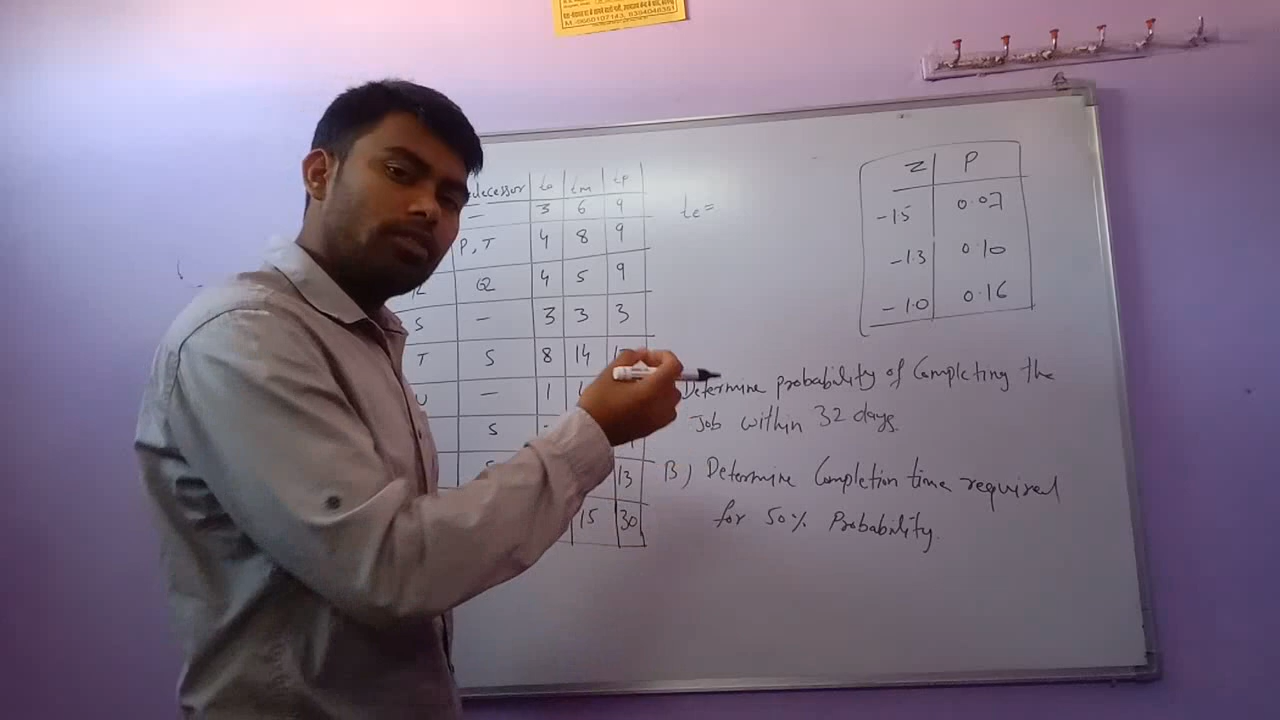 M.-9660107143, 8394046351
decessor to tm tp
— 3 6 9
P, T 4 8 9
R Q 4 5 9
S — 3 3 3
T S 8 14
U — 1
S
13
15 30
te=
Z P
-1.5 0.07
-1.3 0.10
-1.0 0.16
Determine probability of Completing the
Job within 32 days.
B) Determine Completion time required
for 50% Probability.